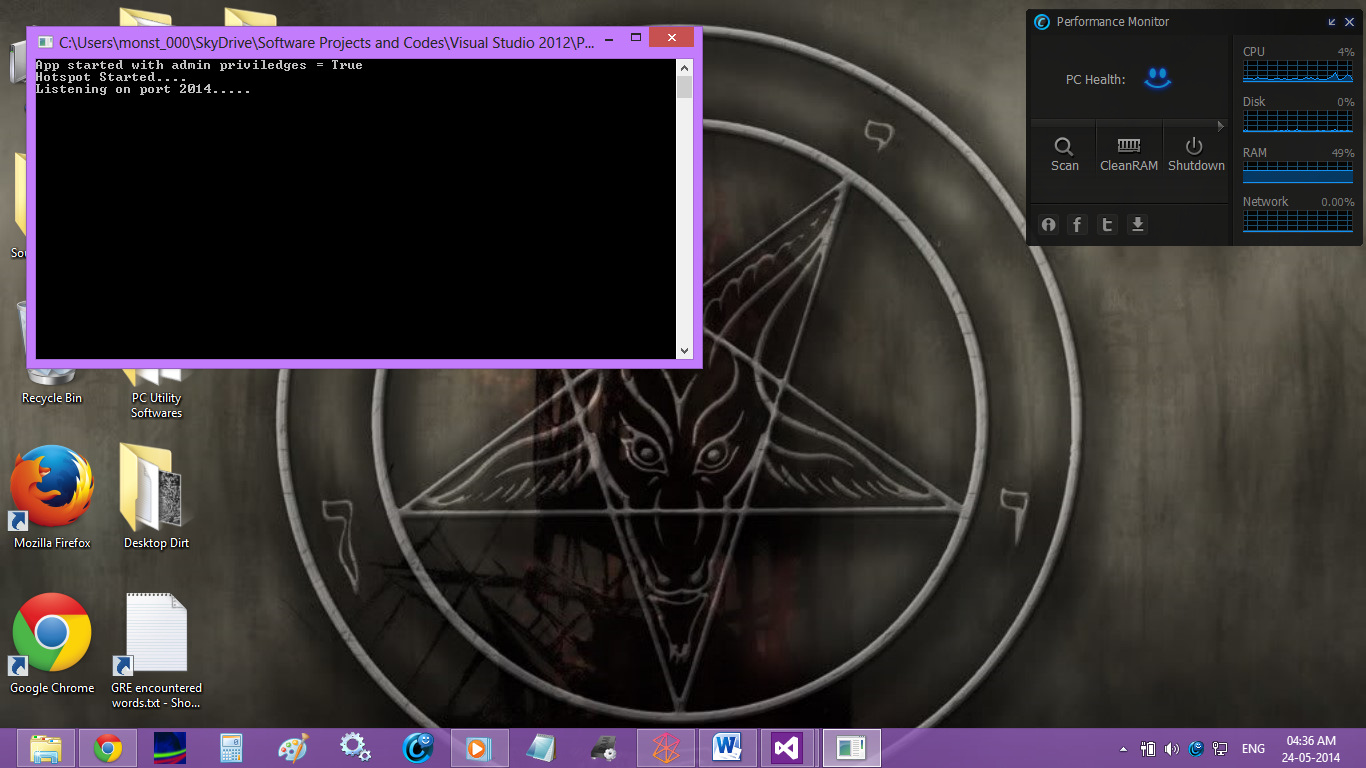 C:\Users\monst_000\SkyDrive\Software Projects and Codes\Visual Studio 2012\P...
App started with admin priviledges = True
Hotspot Started....
Listening on port 2014.....
Performance Monitor
PC Health:
Scan
CleanRAM
Shutdown
CPU 4%
Disk 0%
RAM 49%
Network 0.00%
Sou
Recycle Bin
PC Utility
Softwares
Mozilla Firefox
Desktop Dirt
Google Chrome
GRE encountered
words.txt - Sho...
ק
ד
ENG
04:36 AM
24-05-2014